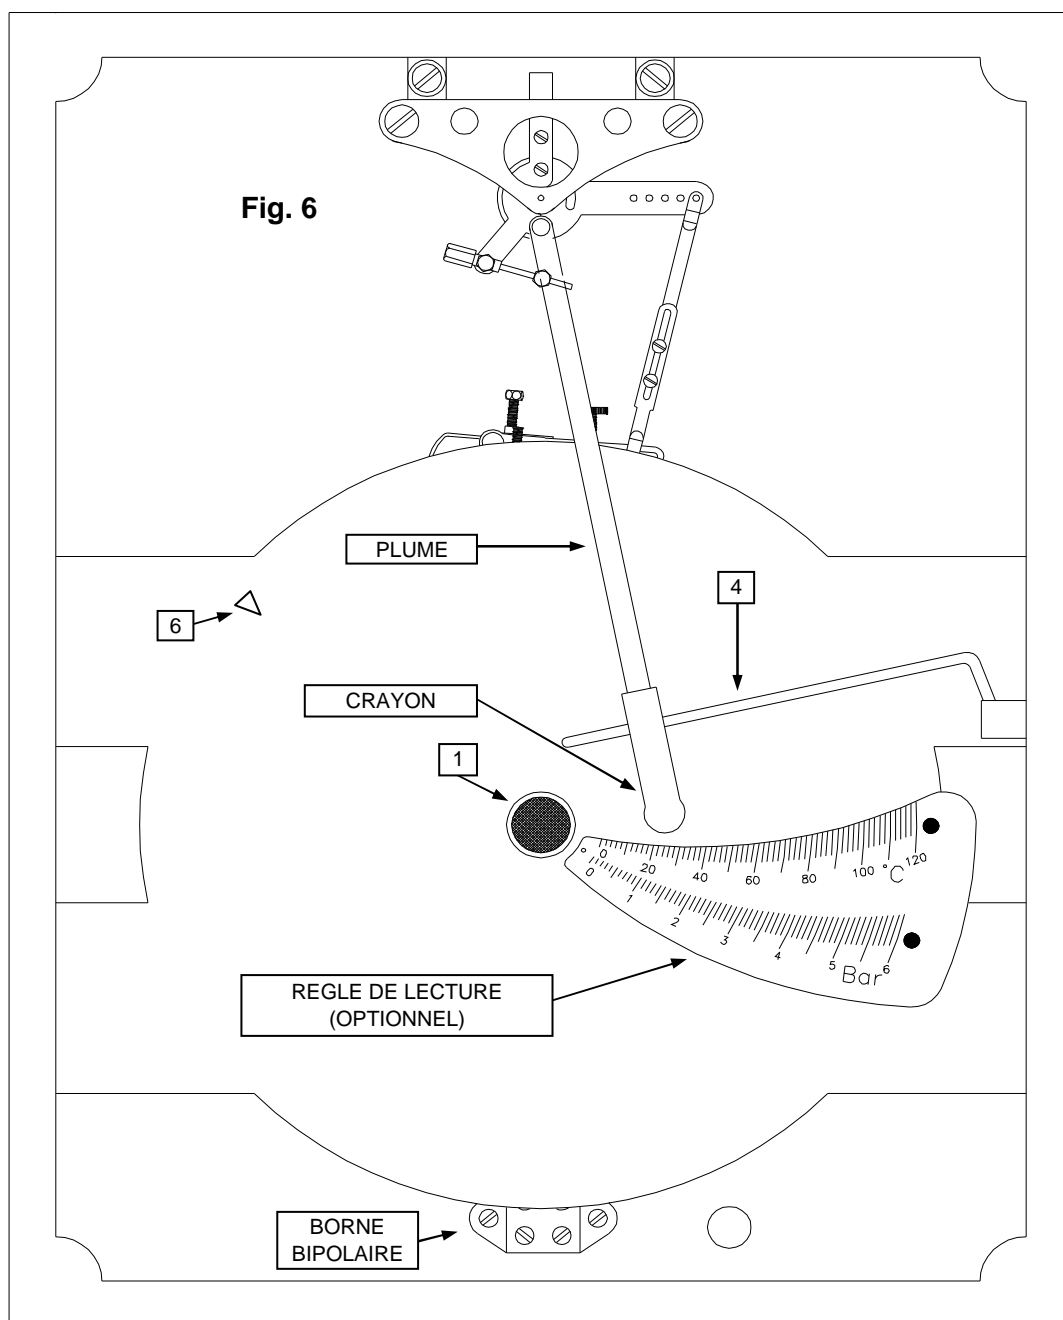 Fig. 6
PLUME
4
6
CRAYON
1
0 20 40 60 80 100 °C 120
0 1 2 3 4 5 Bar 6
REGLE DE LECTURE
(OPTIONNEL)
BORNE
BIPOLAIRE